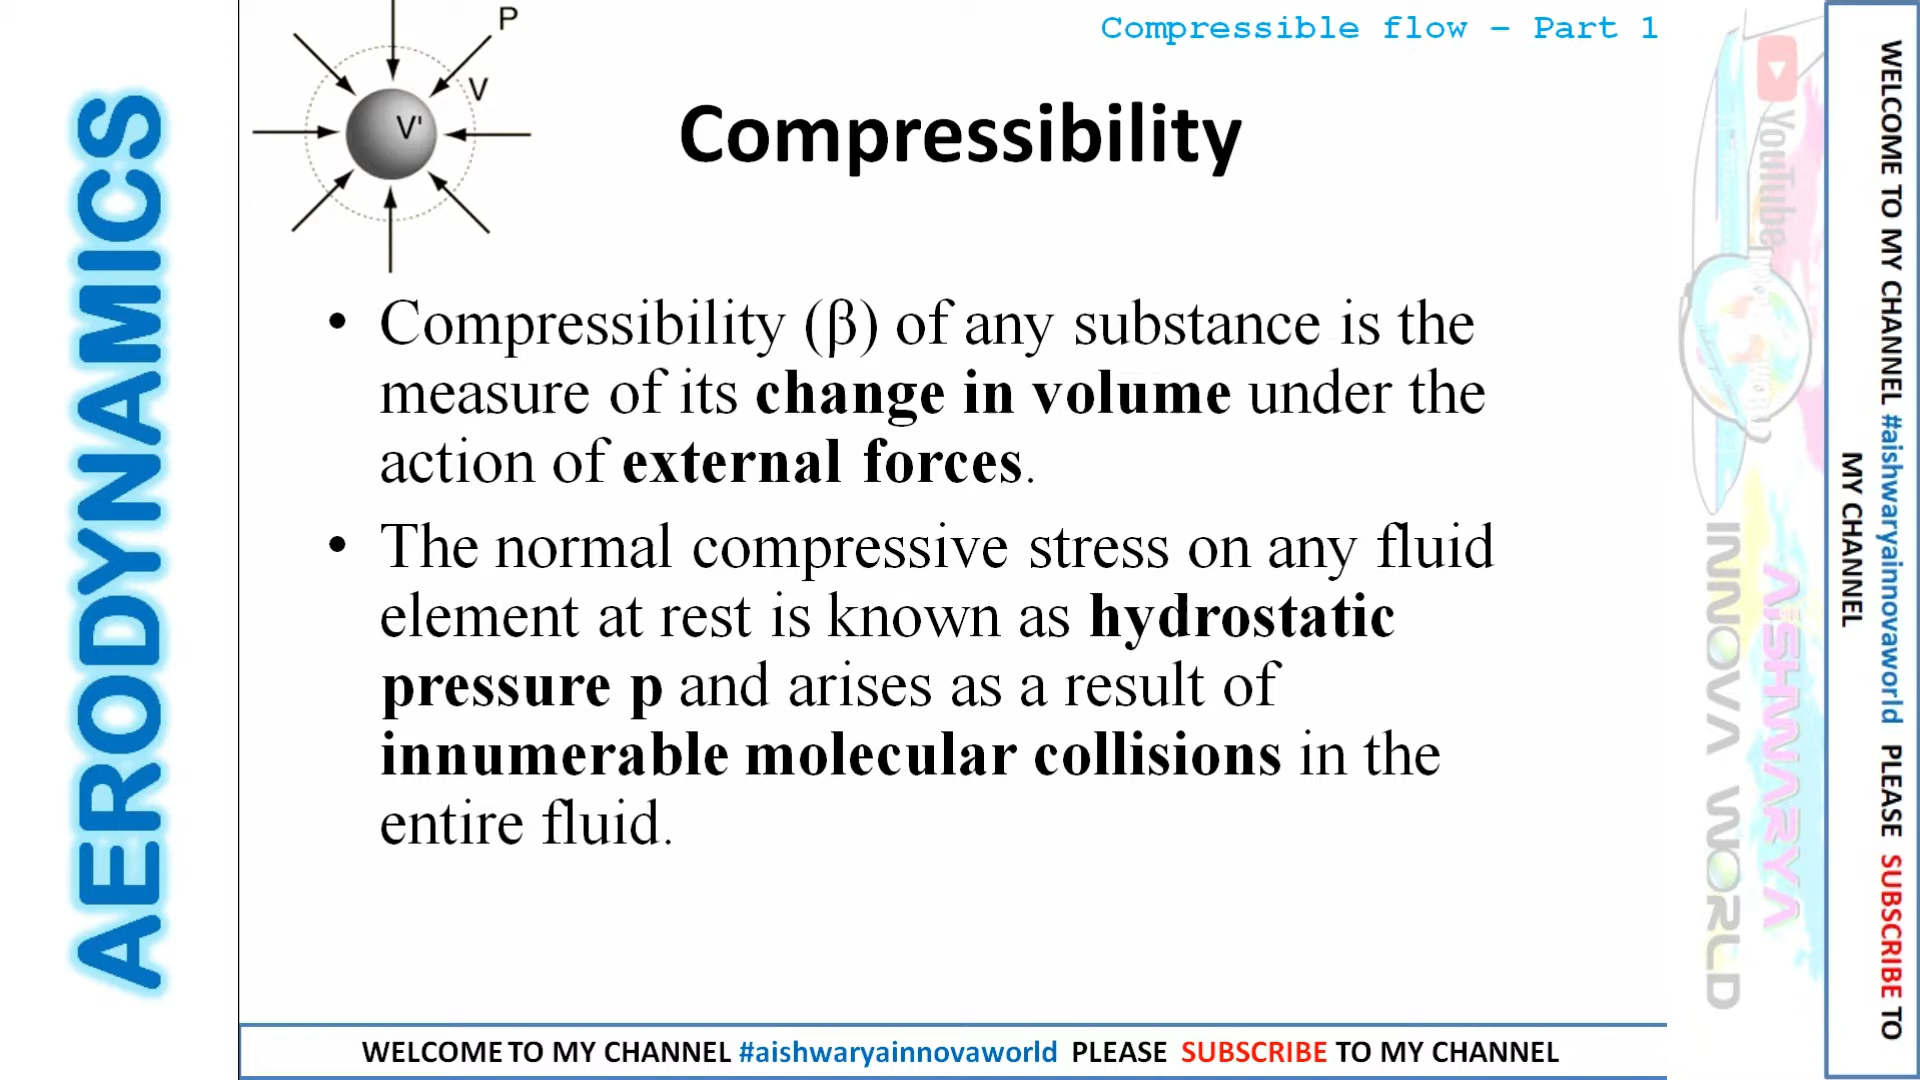 Compressible flow – Part 1
P
V
V'
Compressibility
• Compressibility (β) of any substance is the
measure of its change in volume under the
action of external forces.
• The normal compressive stress on any fluid
element at rest is known as hydrostatic
pressure p and arises as a result of
innumerable molecular collisions in the
entire fluid.
AERODYNAMICS
WELCOME TO MY CHANNEL #aishwaryainnovaworld PLEASE SUBSCRIBE TO MY CHANNEL
YouTube
AISHWARYA
INNOVA WORLD
WELCOME TO MY CHANNEL #aishwaryainnovaworld PLEASE SUBSCRIBE TO
MY CHANNEL